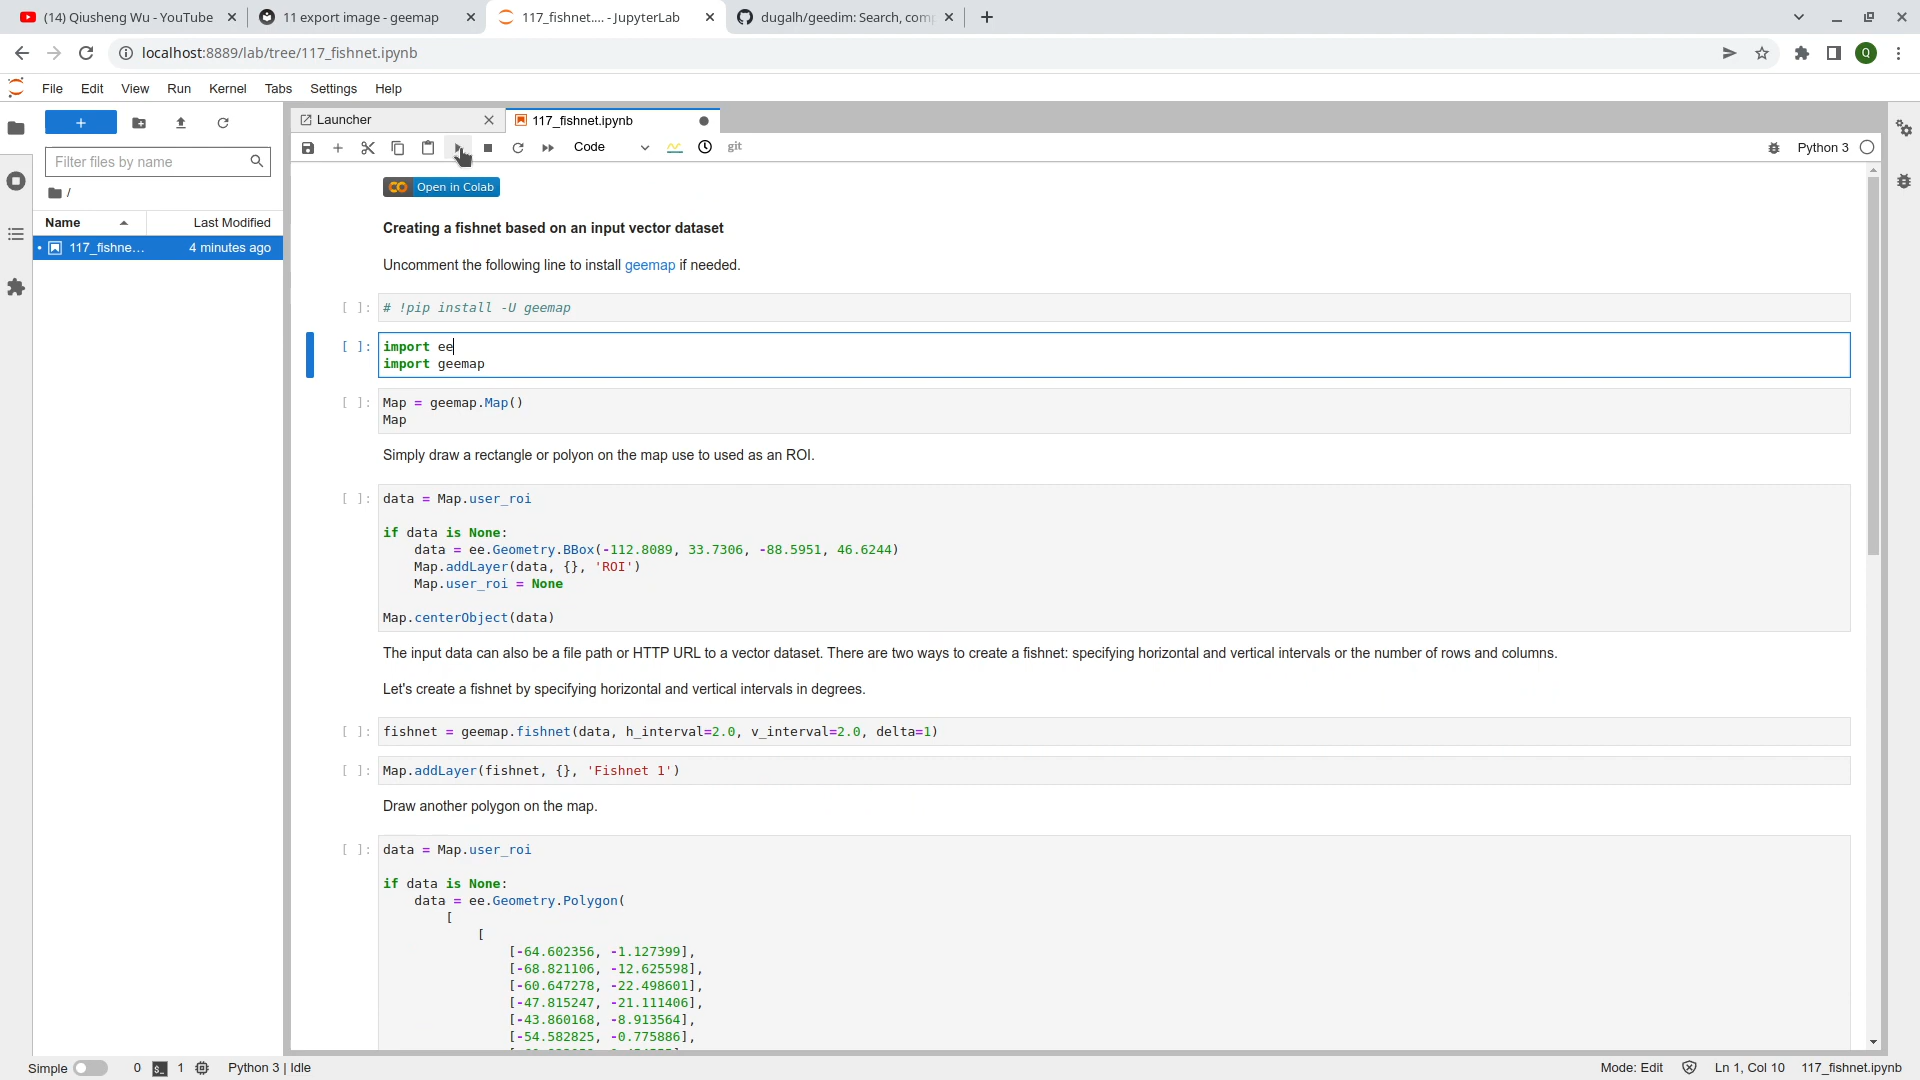 (14) Qiusheng Wu - YouTube
11 export image - geemap
117_fishnet.... - JupyterLab
dugalh/geedim: Search, com
localhost:8889/lab/tree/117_fishnet.ipynb
Q
File Edit View Run Kernel Tabs Settings Help
Launcher
117_fishnet.ipynb
Code
git
Python 3
Filter files by name
/
Name
Last Modified
117_fishne...
4 minutes ago
Open in Colab
Creating a fishnet based on an input vector dataset
Uncomment the following line to install geemap if needed.
[ ]: # !pip install -U geemap
[ ]: import ee
import geemap
[ ]: Map = geemap.Map()
Map
Simply draw a rectangle or polyon on the map use to used as an ROI.
[ ]: data = Map.user_roi
if data is None:
data = ee.Geometry.BBox(-112.8089, 33.7306, -88.5951, 46.6244)
Map.addLayer(data, {}, 'ROI')
Map.user_roi = None
Map.centerObject(data)
The input data can also be a file path or HTTP URL to a vector dataset. There are two ways to create a fishnet: specifying horizontal and vertical intervals or the number of rows and columns.
Let's create a fishnet by specifying horizontal and vertical intervals in degrees.
[ ]: fishnet = geemap.fishnet(data, h_interval=2.0, v_interval=2.0, delta=1)
[ ]: Map.addLayer(fishnet, {}, 'Fishnet 1')
Draw another polygon on the map.
[ ]: data = Map.user_roi
if data is None:
data = ee.Geometry.Polygon(
[
[
[-64.602356, -1.127399],
[-68.821106, -12.625598],
[-60.647278, -22.498601],
[-47.815247, -21.111406],
[-43.860168, -8.913564],
[-54.582825, -0.775886],
Simple
0
1
Python 3 | Idle
Mode: Edit
Ln 1, Col 10
117_fishnet.ipynb